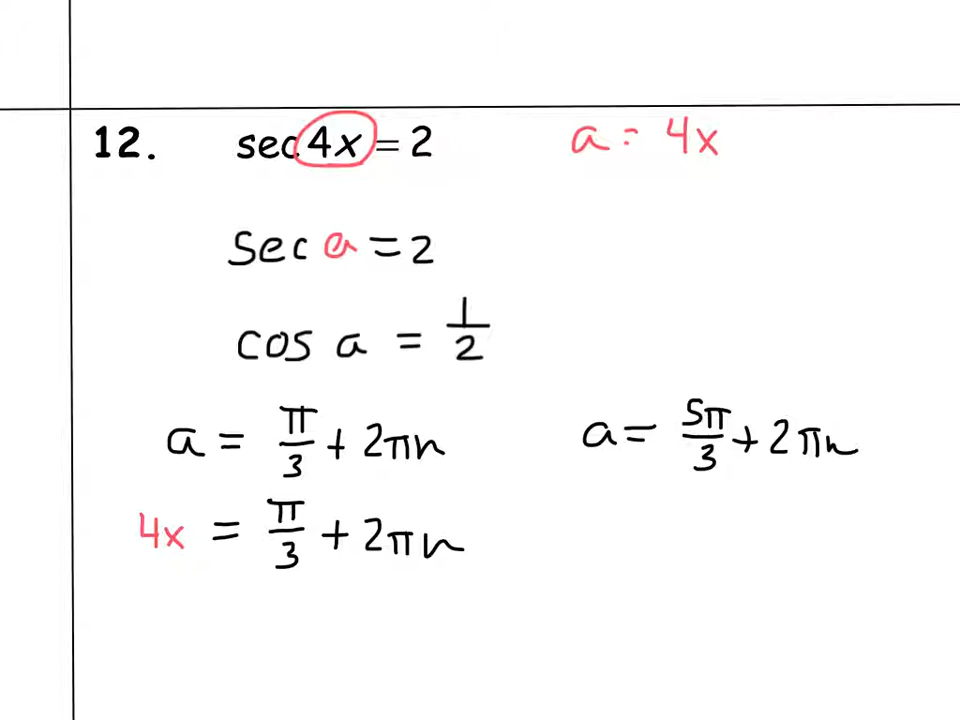 12. sec 4x = 2 a = 4x
sec a = 2
cos a = 1/2
a = π/3 + 2πn a = 5π/3 + 2πn
4x = π/3 + 2πn